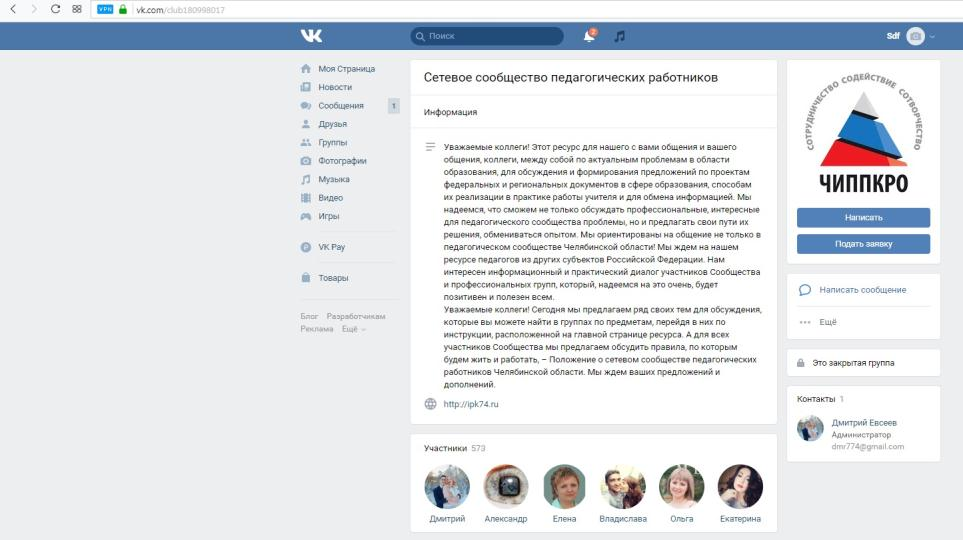 VPN
vk.com/club180998017
Поиск
2
Sdf
Моя Страница
Новости
Сообщения
1
Друзья
Группы
Фотографии
Музыка
Видео
Игры
VK Pay
Товары
Блог Разработчикам
Реклама Ещё
Сетевое сообщество педагогических работников
Информация
Уважаемые коллеги! Этот ресурс для нашего с вами общения и вашего
общения, коллеги, между собой по актуальным проблемам в области
образования, для обсуждения и формирования предложений по проектам
федеральных и региональных документов в сфере образования, способам
их реализации в практике работы учителя и для обмена информацией. Мы
надеемся, что сможем не только обсуждать профессиональные, интересные
для педагогического сообщества проблемы, но и предлагать свои пути их
решения, обмениваться опытом. Мы ориентированы на общение не только в
педагогическом сообществе Челябинской области! Мы ждем на нашем
ресурсе педагогов из других субъектов Российской Федерации. Нам
интересен информационный и практический диалог участников Сообщества
и профессиональных групп, который, надеемся на это очень, будет
позитивен и полезен всем.
Уважаемые коллеги! Сегодня мы предлагаем ряд своих тем для обсуждения,
которые вы можете найти в группах по предметам, перейдя в них по
инструкции, расположенной на главной странице ресурса. А для всех
участников Сообщества мы предлагаем обсудить правила, по которым
будем жить и работать, – Положение о сетевом сообществе педагогических
работников Челябинской области. Мы ждем ваших предложений и
дополнений.
http://ipk74.ru
Участники 573
Дмитрий
Александр
Елена
Владислава
Ольга
Екатерина
СОТРУДНИЧЕСТВО СОДЕЙСТВИЕ СОТВОРЧЕСТВО
ЧИППКРО
Написать
Подать заявку
Написать сообщение
Ещё
Это закрытая группа
Контакты 1
Дмитрий Евсеев
Администратор
dmr774@gmail.com